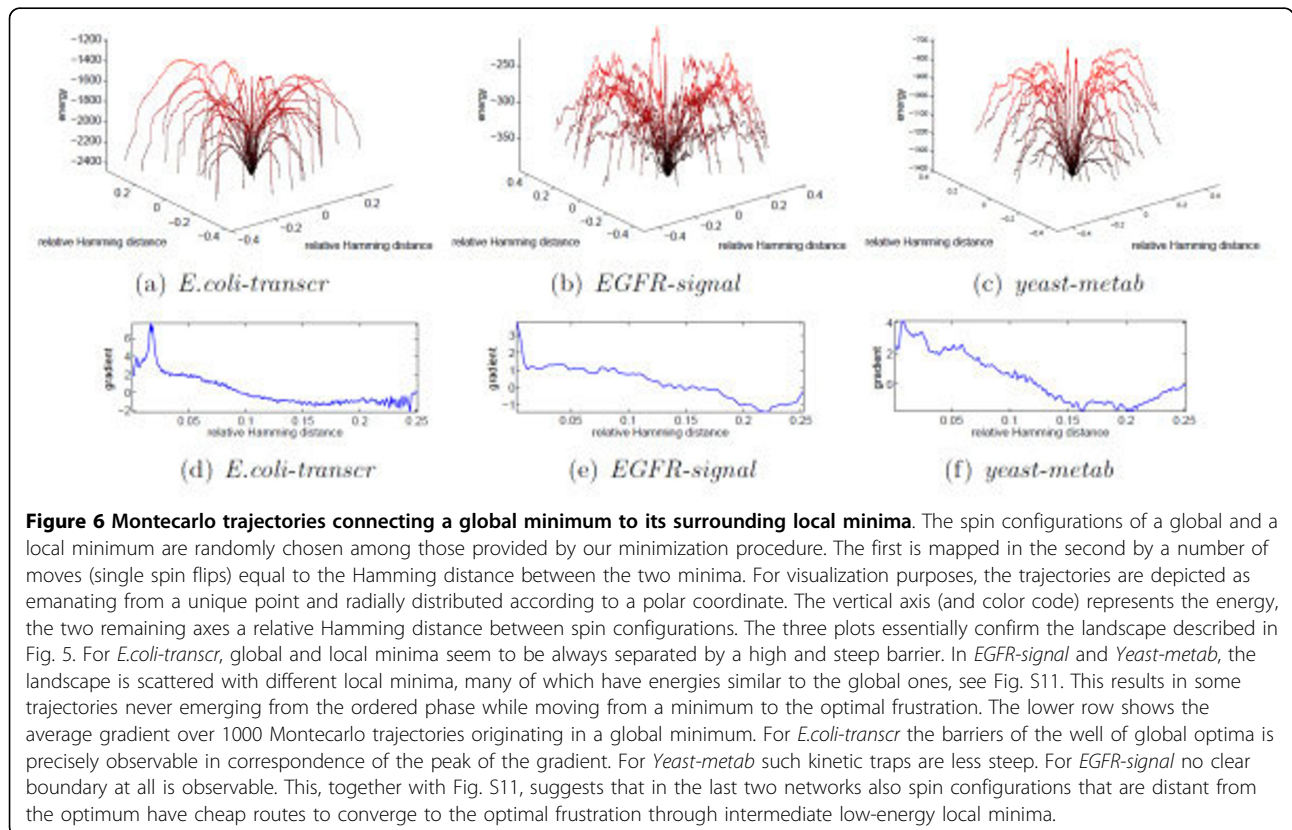 -1200
-1400
-1600
-1800
-2000
-2200
-2400
energy
0.2
0
-0.2
-0.4
-0.4
-0.2
0
0.2
relative Hamming distance
relative Hamming distance
(a) E.coli-transcr
-250
-300
-350
energy
0.4
0.2
0
-0.2
-0.4
-0.4
-0.2
0
0.2
0.4
relative Hamming distance
relative Hamming distance
(b) EGFR-signal
-700
energy
relative Hamming distance
relative Hamming distance
(c) yeast-metab
6
4
2
0
-2
gradient
0.05
0.1
0.15
0.2
0.25
relative Hamming distance
(d) E.coli-transcr
3
2
1
0
-1
gradient
0.05
0.1
0.15
0.2
0.25
relative Hamming distance
(e) EGFR-signal
4
2
0
gradient
0.05
0.1
0.15
0.20
0.25
relative Hamming distance
(f) yeast-metab
Figure 6 Montecarlo trajectories connecting a global minimum to its surrounding local minima. The spin configurations of a global and a
local minimum are randomly chosen among those provided by our minimization procedure. The first is mapped in the second by a number of
moves (single spin flips) equal to the Hamming distance between the two minima. For visualization purposes, the trajectories are depicted as
emanating from a unique point and radially distributed according to a polar coordinate. The vertical axis (and color code) represents the energy,
the two remaining axes a relative Hamming distance between spin configurations. The three plots essentially confirm the landscape described in
Fig. 5. For E.coli-transcr, global and local minima seem to be always separated by a high and steep barrier. In EGFR-signal and Yeast-metab, the
landscape is scattered with different local minima, many of which have energies similar to the global ones, see Fig. S11. This results in some
trajectories never emerging from the ordered phase while moving from a minimum to the optimal frustration. The lower row shows the
average gradient over 1000 Montecarlo trajectories originating in a global minimum. For E.coli-transcr the barriers of the well of global optima is
precisely observable in correspondence of the peak of the gradient. For Yeast-metab such kinetic traps are less steep. For EGFR-signal no clear
boundary at all is observable. This, together with Fig. S11, suggests that in the last two networks also spin configurations that are distant from
the optimum have cheap routes to converge to the optimal frustration through intermediate low-energy local minima.